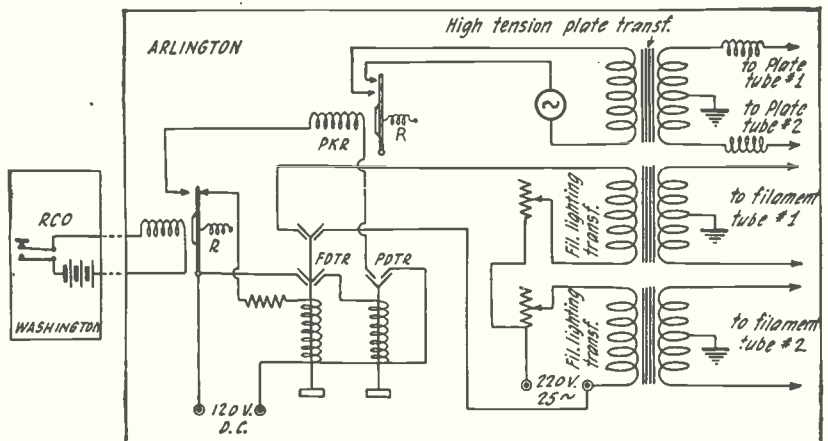 High tension plate transf.
ARLINGTON
to Plate
tube #1
to Plate
tube #2
R
PKR
RCO
R
FDTR
PDTR
Fil. lighting
transf.
to filament
tube #1
WASHINGTON
Fil. lighting
transf.
to filament
tube #2
120 V.
D.C.
220 V.
25 ~